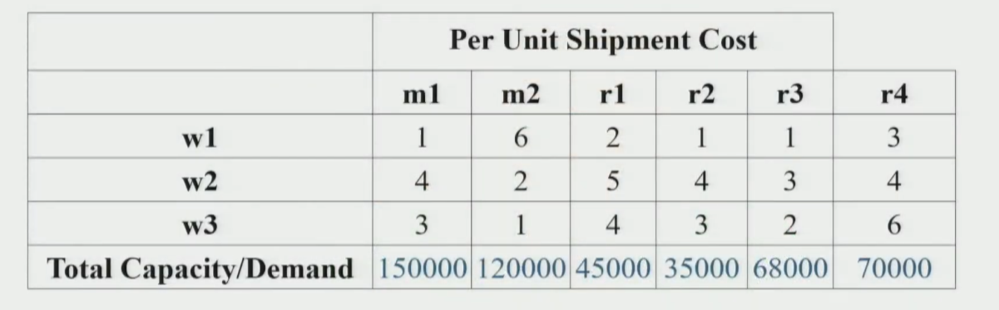 Per Unit Shipment Cost
m1 m2 r1 r2 r3 r4
w1 1 6 2 1 1 3
w2 4 2 5 4 3 4
w3 3 1 4 3 2 6
Total Capacity/Demand 150000 120000 45000 35000 68000 70000